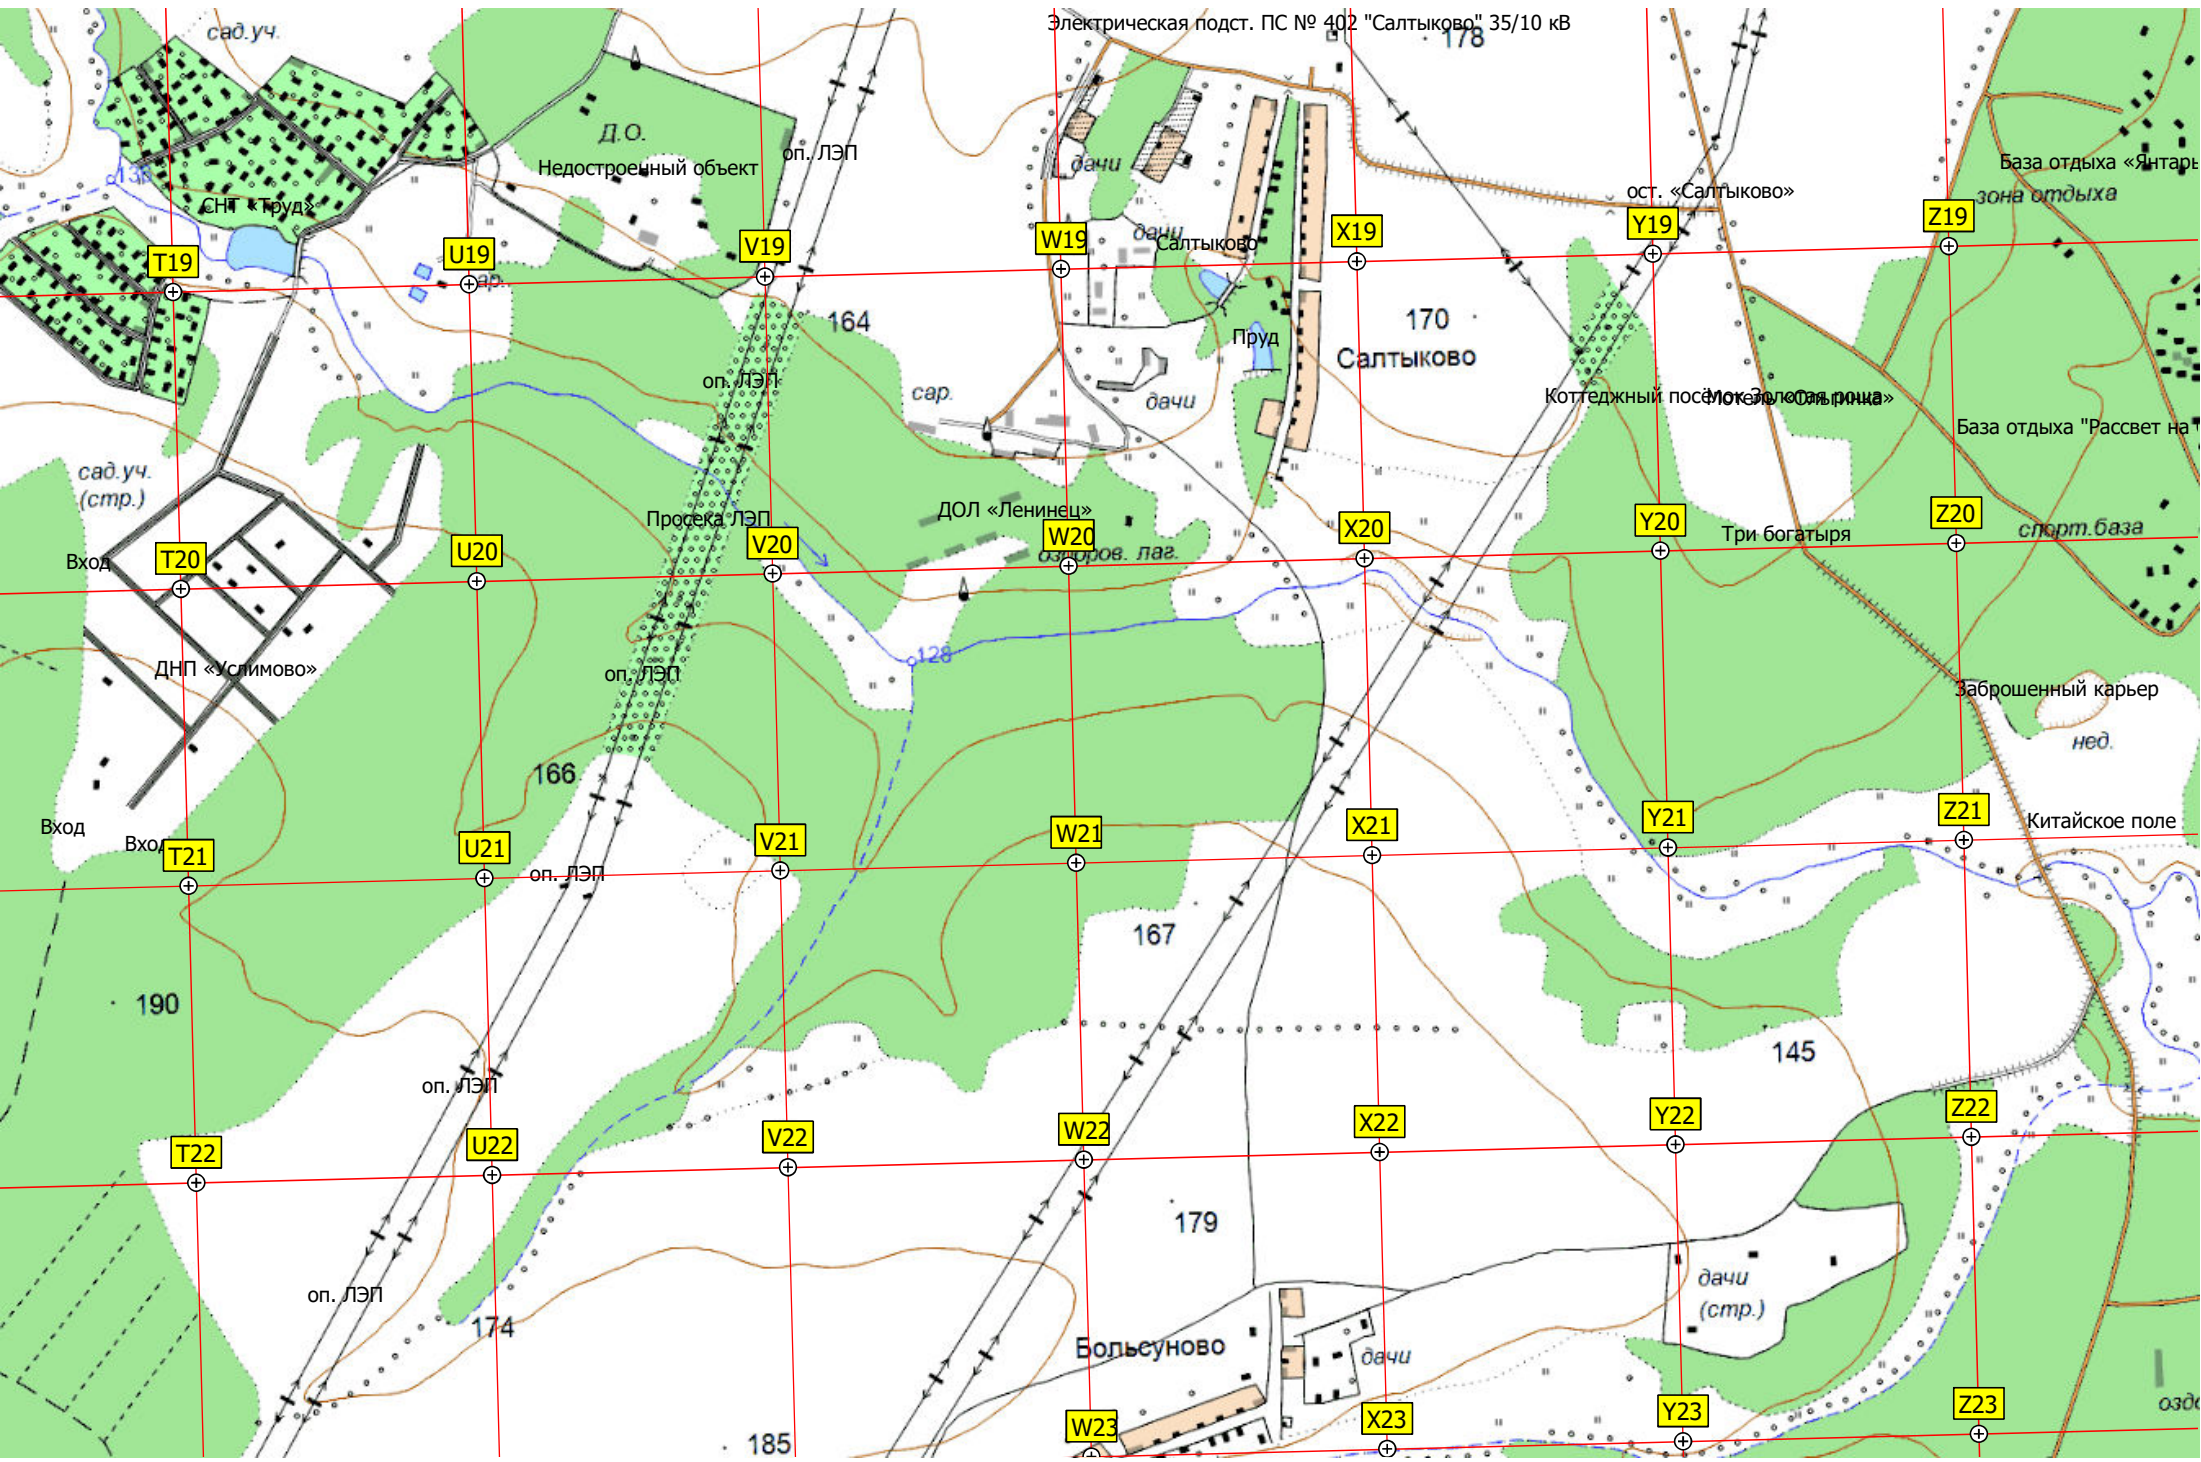 Электрическая подст. ПС № 402 "Салтыково" 35/10 кВ
178
сад.уч.
Д.О.
Недостроенный объект
оп. ЛЭП
дачи
База отдыха «Янтарь
зона отдыха
ост. «Салтыково»
СНТ «Труд»
дачи
Салтыково
T19
U19
V19
W19
X19
Y19
Z19
164
170
Пруд
Салтыково
оп. ЛЭП
сар.
дачи
Коттеджный посёлок Золотая роща
База отдыха "Рассвет на
сад.уч.
(стр.)
Просека ЛЭП
ДОЛ «Ленинец»
оздоров. лаг.
Три богатыря
спорт.база
Вход
T20
U20
V20
W20
X20
Y20
Z20
128
ДНП «Услимово»
оп. ЛЭП
Заброшенный карьер
нед.
166
Вход
Вход
Китайское поле
T21
U21
V21
W21
X21
Y21
Z21
оп. ЛЭП
167
190
145
оп. ЛЭП
T22
U22
V22
W22
X22
Y22
Z22
179
оп. ЛЭП
174
дачи
(стр.)
Больсуново
дачи
185
W23
X23
Y23
Z23